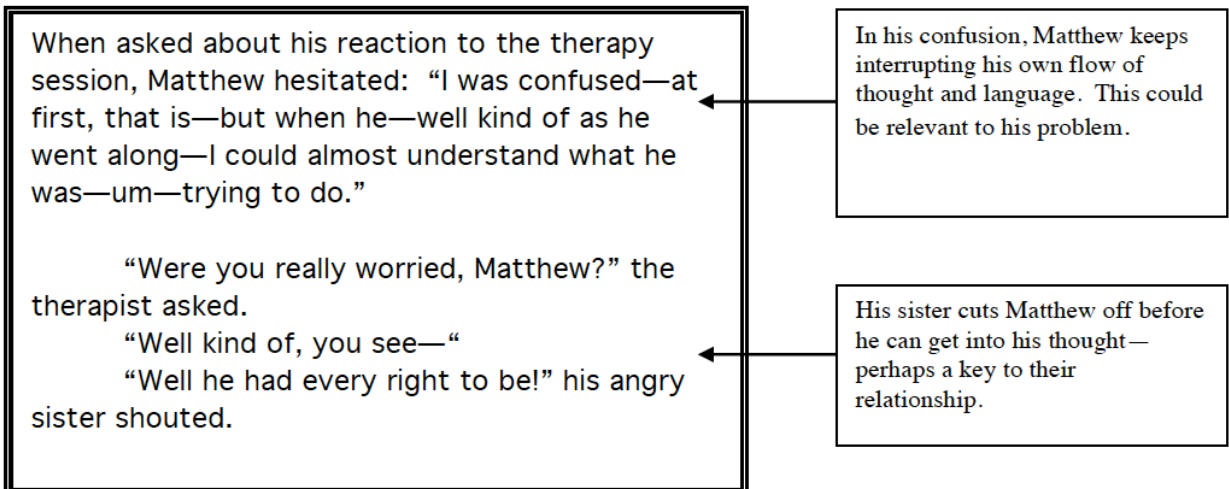 When asked about his reaction to the therapy
session, Matthew hesitated:  “I was confused—at
first, that is—but when he—well kind of as he
went along—I could almost understand what he
was—um—trying to do.”
“Were you really worried, Matthew?” the
therapist asked.
“Well kind of, you see—“
“Well he had every right to be!” his angry
sister shouted.
In his confusion, Matthew keeps
interrupting his own flow of
thought and language.  This could
be relevant to his problem.
His sister cuts Matthew off before
he can get into his thought—
perhaps a key to their
relationship.